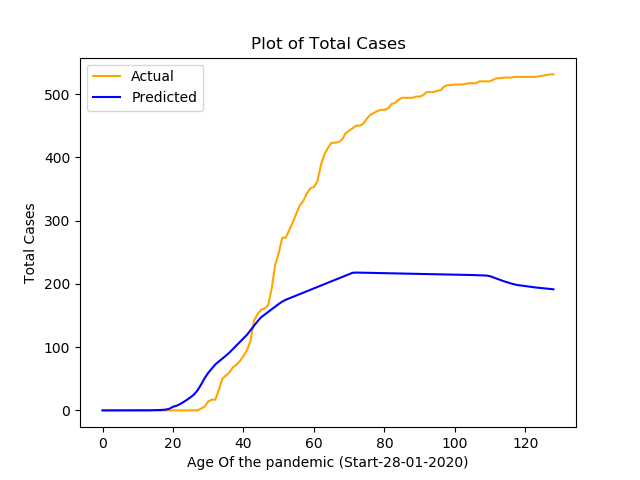 Plot of Total Cases
Actual
Predicted
Total Cases
500
400
300
200
100
0
0 20 40 60 80 100 120
Age Of the pandemic (Start-28-01-2020)